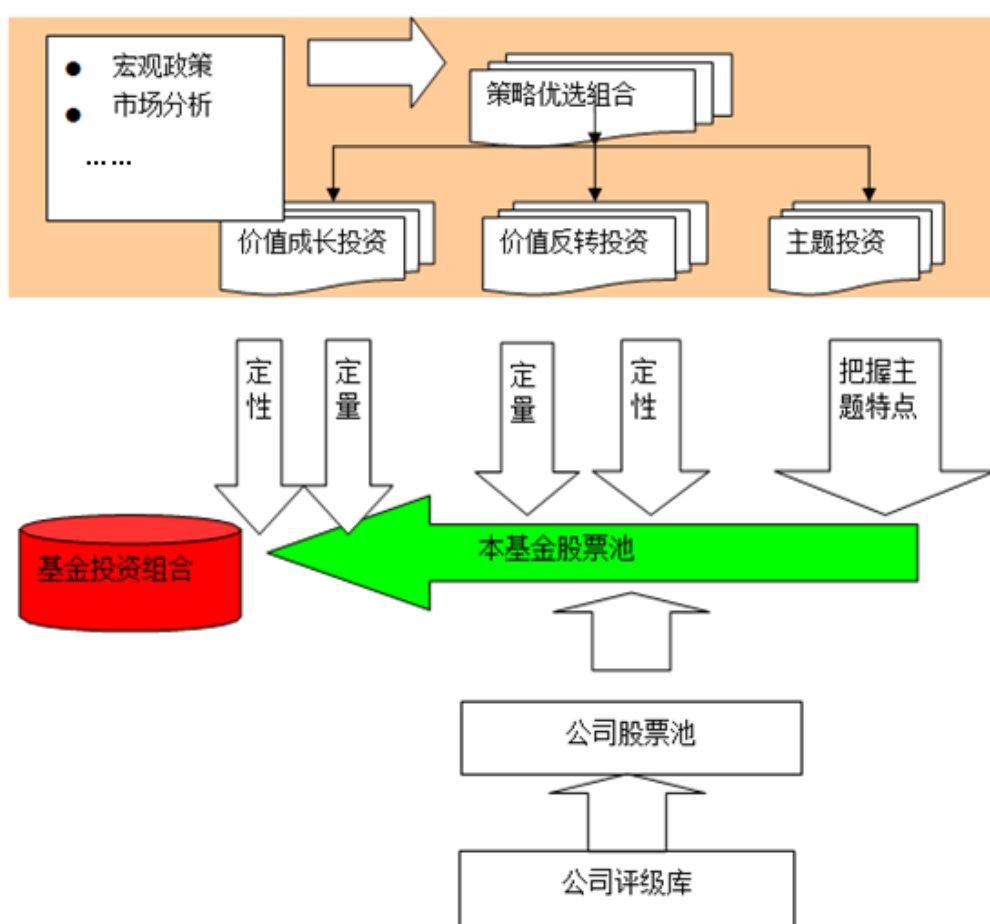 宏观政策
市场分析
……
策略优选组合
价值成长投资
价值反转投资
主题投资
定
性
定
量
定
量
定
性
把握主
题特点
本基金股票池
基金投资组合
公司股票池
公司评级库